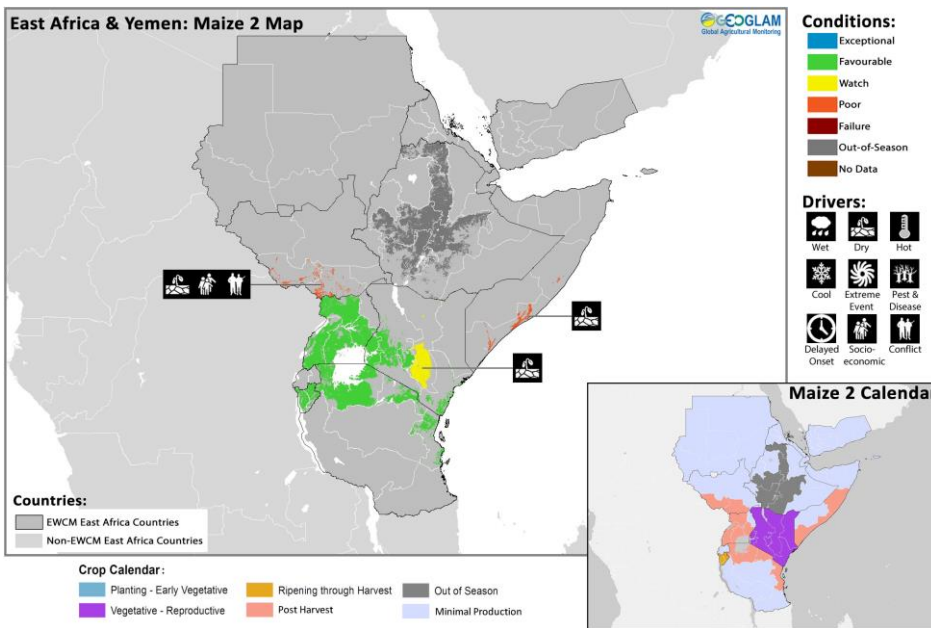 East Africa & Yemen: Maize 2 Map
GEOGLAM
Global Agricultural Monitoring
Conditions:
Exceptional
Favourable
Watch
Poor
Failure
Out-of-Season
No Data
Drivers:
Wet
Dry
Hot
Cool
Extreme Event
Pest & Disease
Delayed Onset
Socio-economic
Conflict
Countries:
EWCM East Africa Countries
Non-EWCM East Africa Countries
Maize 2 Calendar
Crop Calendar:
Planting - Early Vegetative
Ripening through Harvest
Out of Season
Vegetative - Reproductive
Post Harvest
Minimal Production